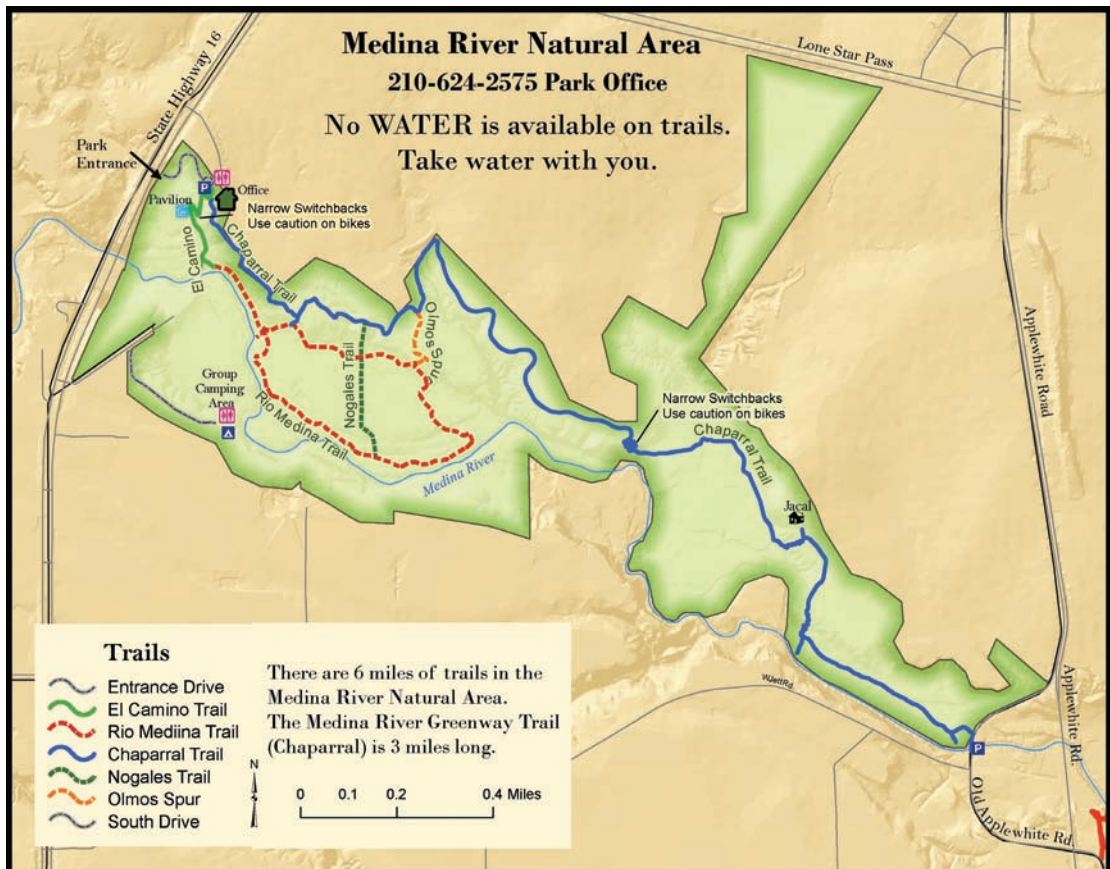 Medina River Natural Area
210-624-2575 Park Office
No WATER is available on trails.
Take water with you.
State Highway 16
Lone Star Pass
Park
Entrance
P
Office
Pavilion
Narrow Switchbacks
Use caution on bikes
El Camino
Chaparral Trail
Olmos Spu
Nogales Trail
Group
Camping
Area
Rio Medina Trail
Medina River
Narrow Switchbacks
Use caution on bikes
Chaparral Trail
Jacal
Applewhite Road
Applewhite Rd.
P
Old Applewhite Rd.
Trails
Entrance Drive
El Camino Trail
Rio Mediina Trail
Chaparral Trail
Nogales Trail
Olmos Spur
South Drive
There are 6 miles of trails in the
Medina River Natural Area.
The Medina River Greenway Trail
(Chaparral) is 3 miles long.
N
0 0.1 0.2 0.4 Miles